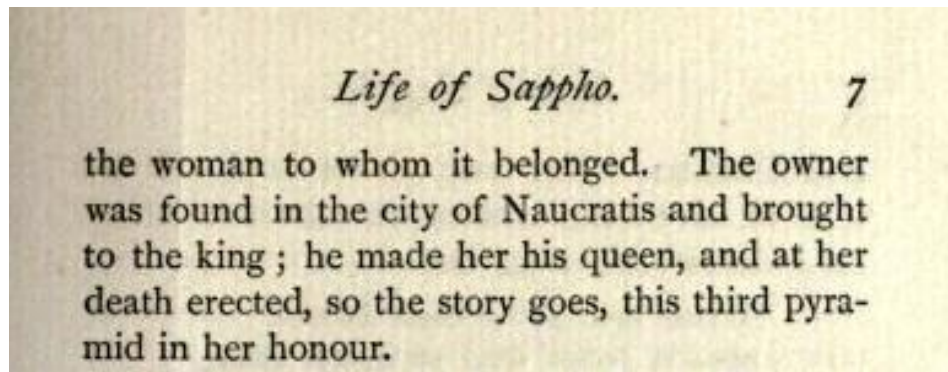 Life of Sappho. 7
the woman to whom it belonged. The owner
was found in the city of Naucratis and brought
to the king ; he made her his queen, and at her
death erected, so the story goes, this third pyra-
mid in her honour.